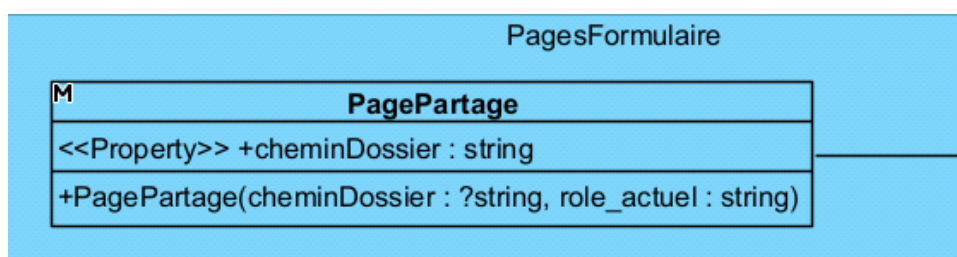 PagesFormulaire
M
PagePartage
<<Property>> +cheminDossier : string
+PagePartage(cheminDossier : ?string, role_actuel : string)